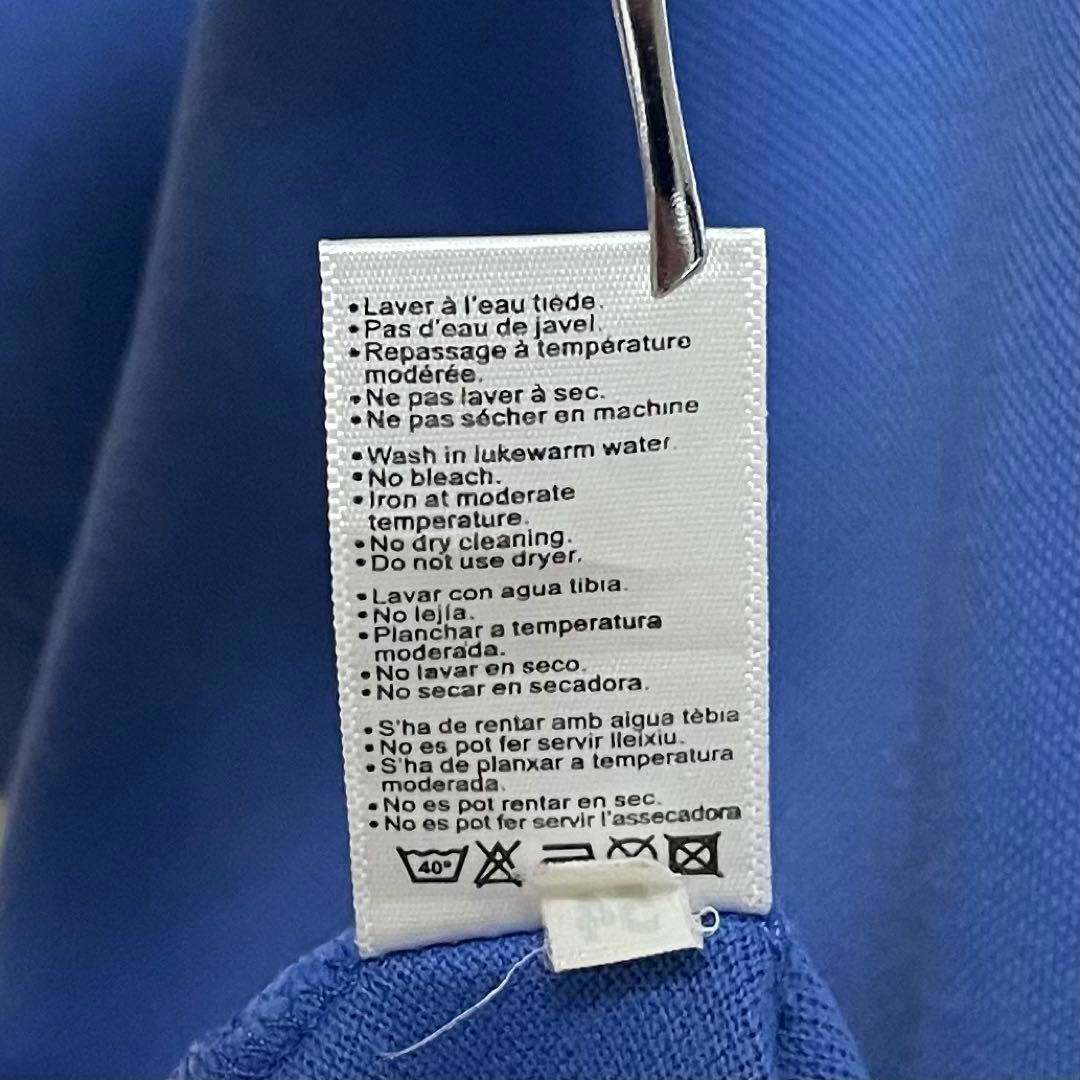 •Laver à l'eau tiède.
•Pas d'eau de javel.
•Repassage à température
modérée.
•Ne pas laver à sec.
•Ne pas sécher en machine
•Wash in lukewarm water.
•No bleach.
•Iron at moderate
temperature.
•No dry cleaning.
•Do not use dryer.
•Lavar con agua tibia.
•No lejía.
•Planchar a temperatura
moderada.
•No lavar en seco.
•No secar en secadora.
•S'ha de rentar amb aigua tèbia
•No es pot fer servir lleixiu.
•S'ha de planxar a temperatura
moderada.
•No es pot rentar en sec.
•No es pot fer servir l'assecadora
40°